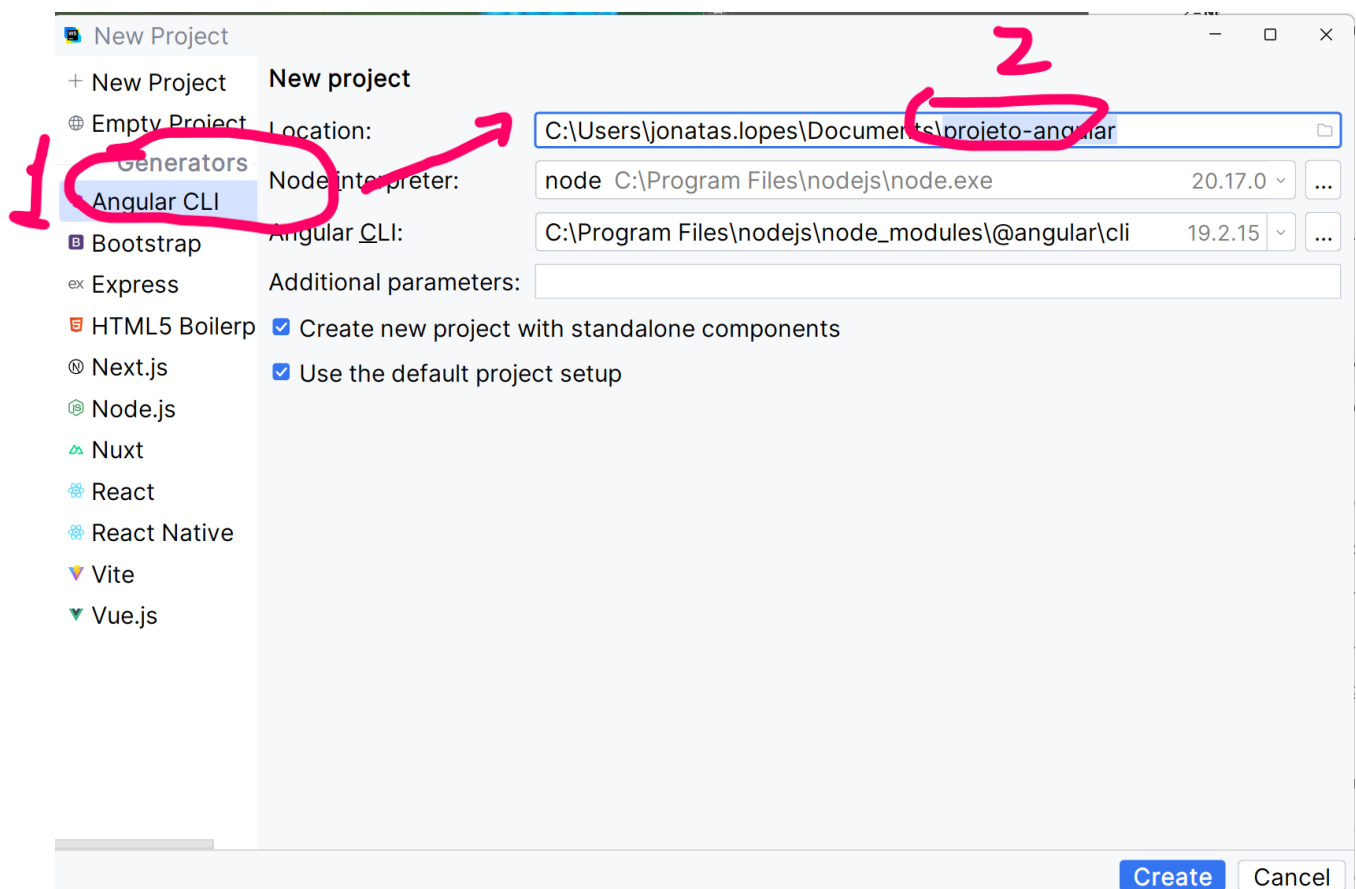 New Project
2
New Project
New project
Empty Project
Location:
C:\Users\jonatas.lopes\Documents\projeto-angular
1
Generators
Node interpreter:
node C:\Program Files\nodejs\node.exe
20.17.0
...
Angular CLI
Angular CLI:
C:\Program Files\nodejs\node_modules\@angular\cli
19.2.15
...
Bootstrap
Express
Additional parameters:
HTML5 Boilerp
Create new project with standalone components
Next.js
Use the default project setup
Node.js
Nuxt
React
React Native
Vite
Vue.js
Create
Cancel